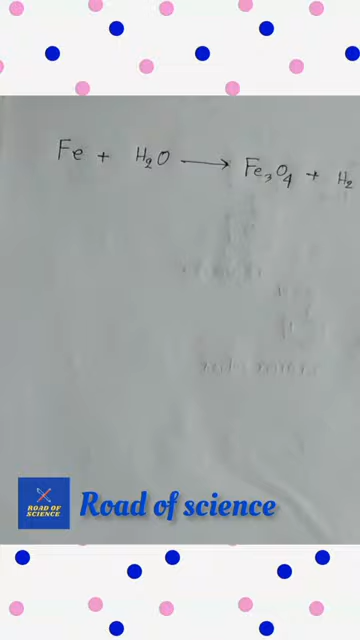 Fe + H₂O ⟶ Fe₃O₄ + H₂
ROAD OF
SCIENCE
Road of science